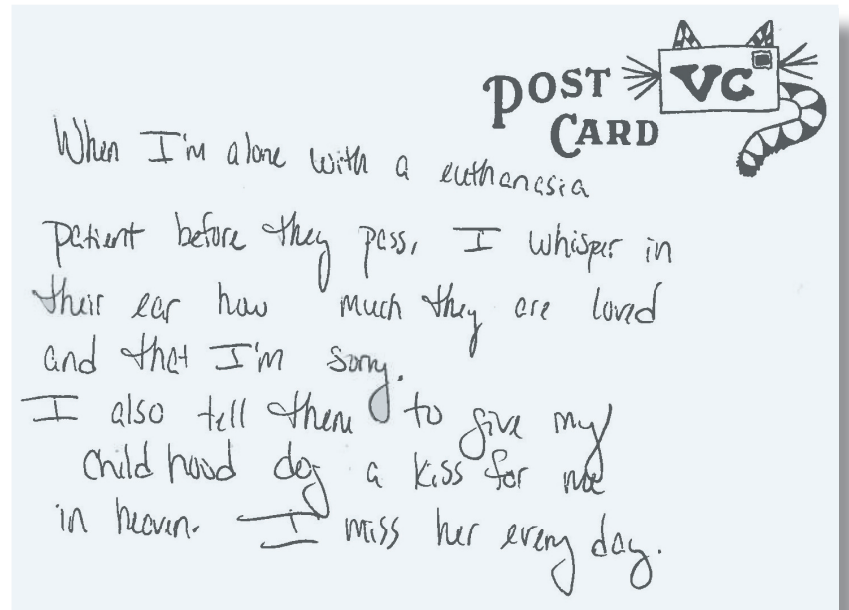 POST VC
CARD
When I'm alone with a euthanasia
patient before they pass, I whisper in
their ear how much they are loved
and that I'm sorry.
I also tell them to give my
childhood dog a kiss for me
in heaven. I miss her every day.